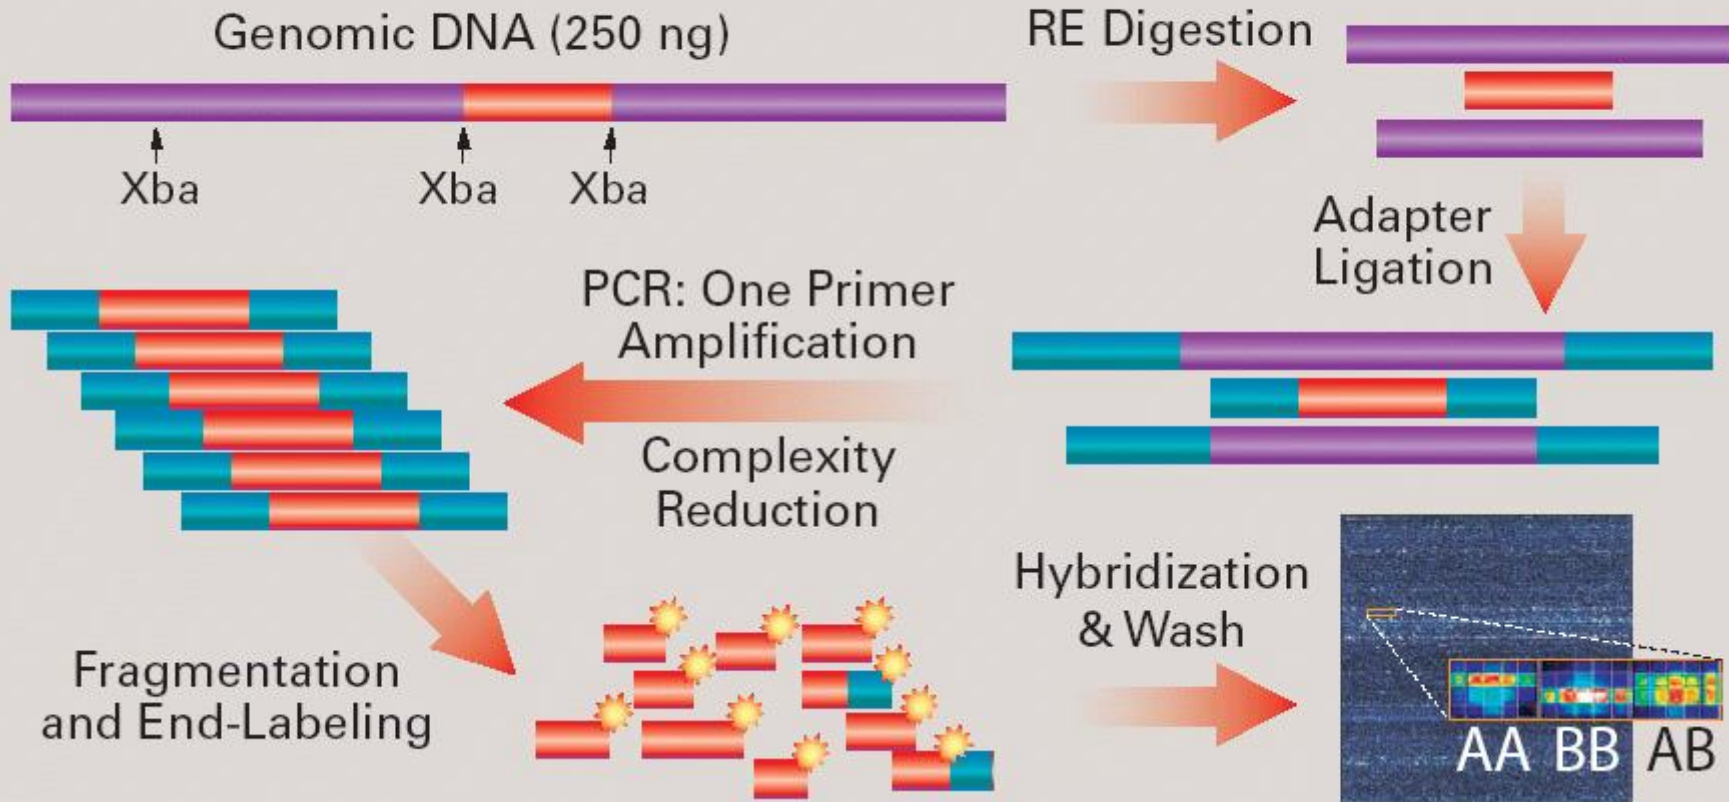 Genomic DNA (250 ng)
RE Digestion
Xba
Xba
Xba
Adapter
Ligation
PCR: One Primer
Amplification
Complexity
Reduction
Fragmentation
and End-Labeling
Hybridization
& Wash
AA BB AB